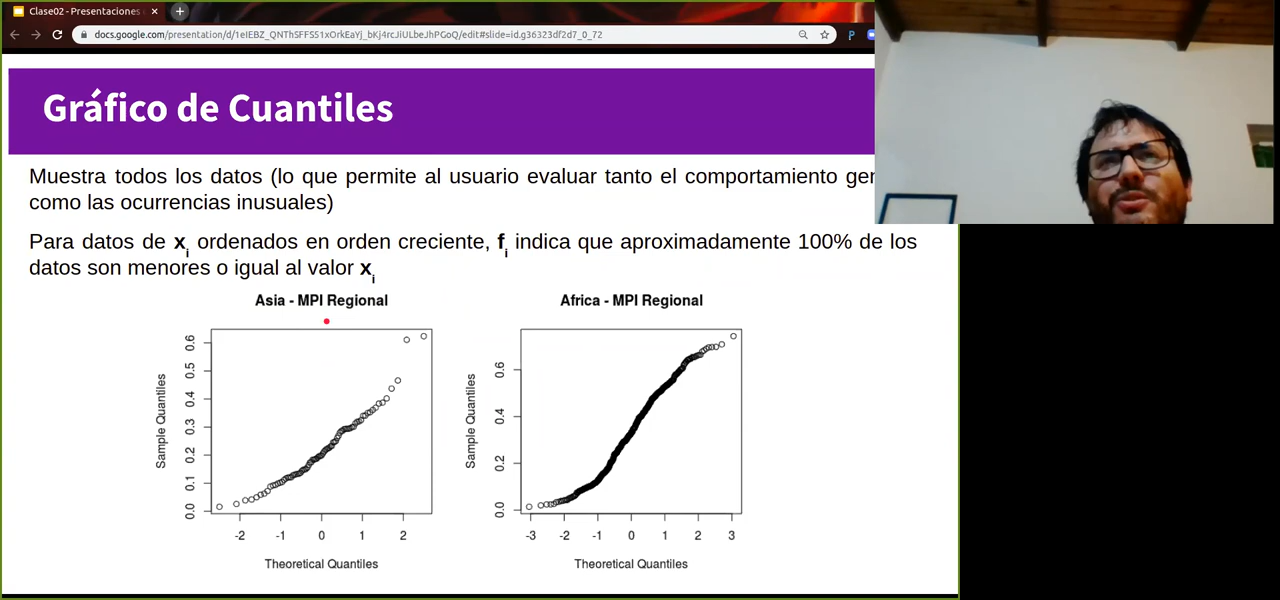 Clase02 - Presentaciones
docs.google.com/presentation/d/1eIEBZ_QNThSFFS51xOrkEaYj_bKj4rcJiULbeJhPGoQ/edit#slide=id.g36323df2d7_0_72
Gráfico de Cuantiles
Muestra todos los datos (lo que permite al usuario evaluar tanto el comportamiento gen
como las ocurrencias inusuales)
Para datos de xi ordenados en orden creciente, fi indica que aproximadamente 100% de los
datos son menores o igual al valor xi
Asia - MPI Regional
Sample Quantiles
0.6
0.5
0.4
0.3
0.2
0.1
0.0
-2 -1 0 1 2
Theoretical Quantiles
Africa - MPI Regional
Sample Quantiles
0.6
0.4
0.2
0.0
-3 -2 -1 0 1 2 3
Theoretical Quantiles